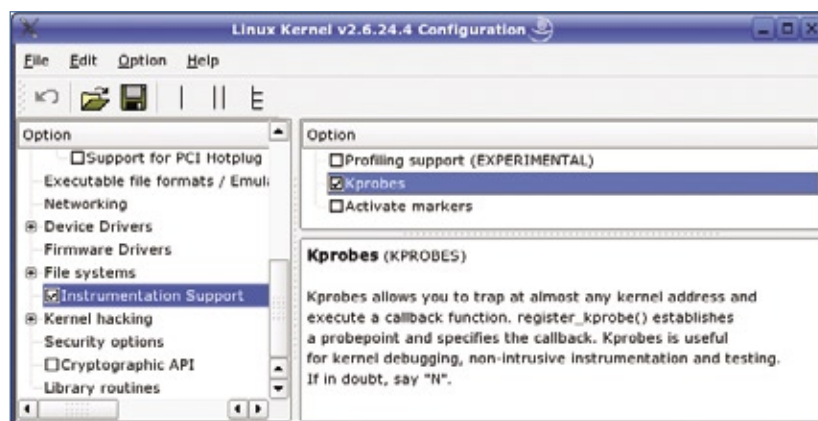 Linux Kernel v2.6.24.4 Configuration
File Edit Option Help
Option
Support for PCI Hotplug
Executable file formats / Emula
Networking
Device Drivers
Firmware Drivers
File systems
Instrumentation Support
Kernel hacking
Security options
Cryptographic API
Library routines
Option
Profiling support (EXPERIMENTAL)
Kprobes
Activate markers
Kprobes (KPROBES)
Kprobes allows you to trap at almost any kernel address and
execute a callback function. register_kprobe() establishes
a probepoint and specifies the callback. Kprobes is useful
for kernel debugging, non-intrusive instrumentation and testing.
If in doubt, say "N".